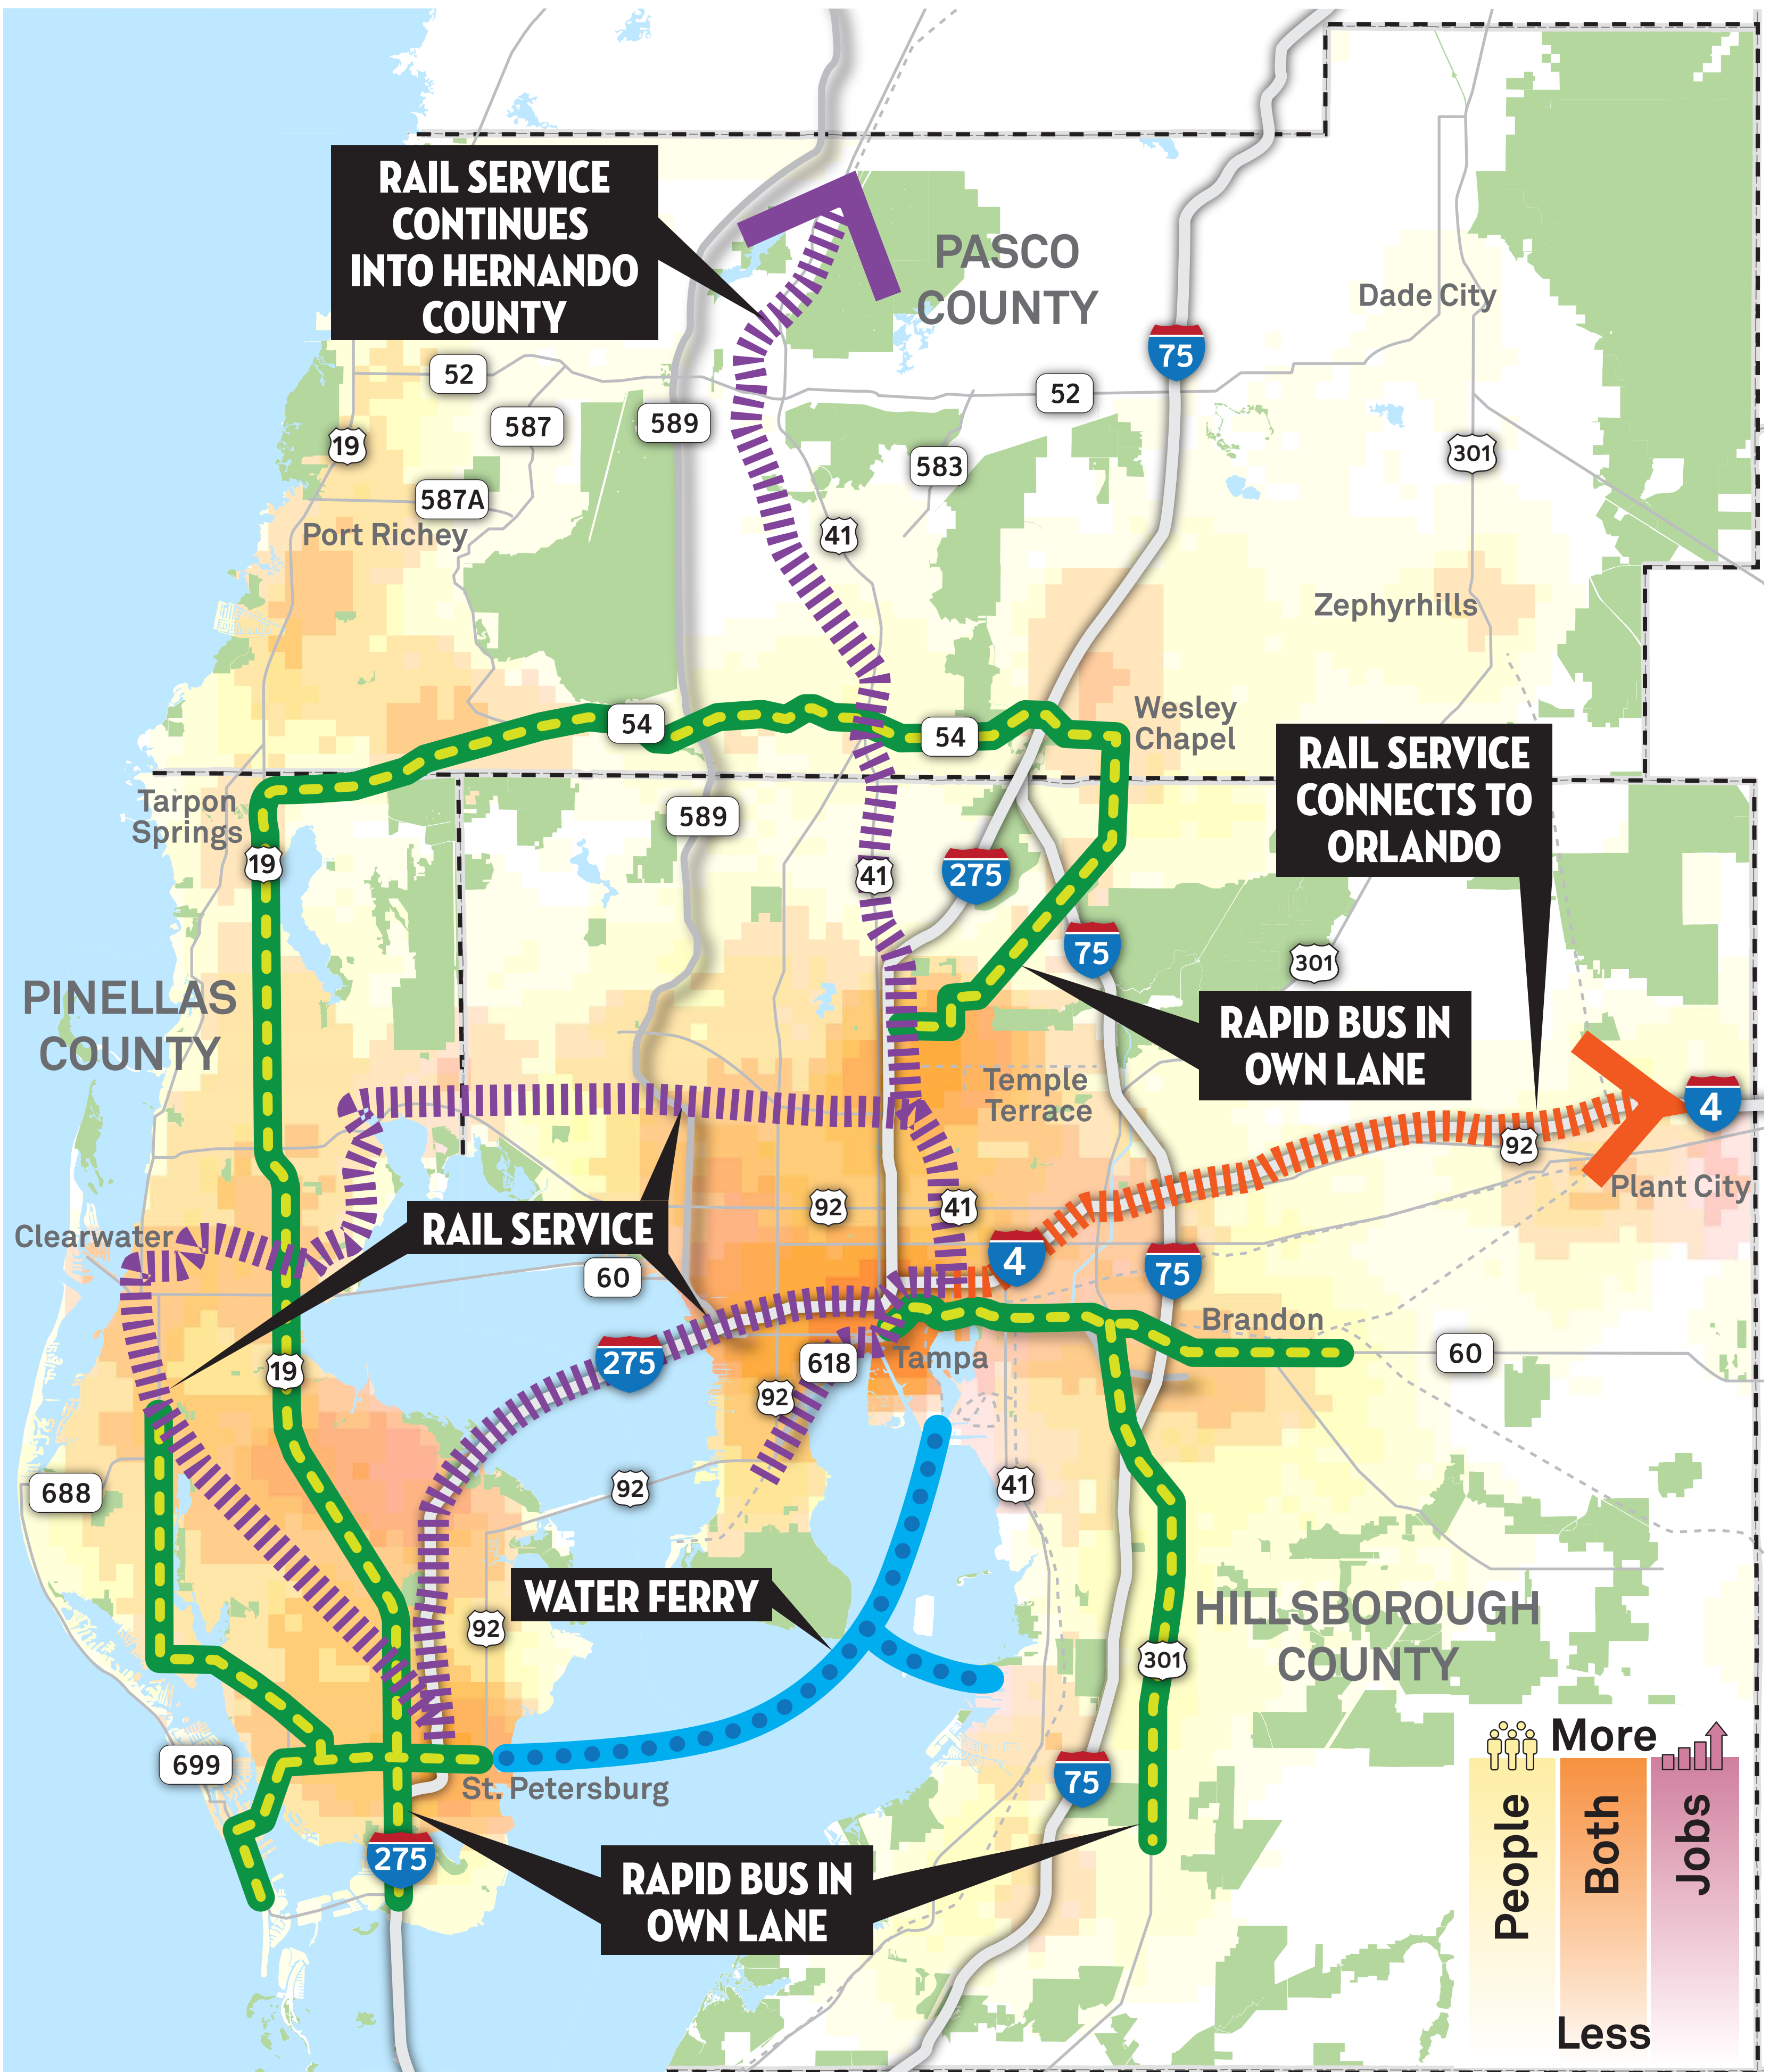 RAIL SERVICE
CONTINUES
INTO HERNANDO
COUNTY
PASCO
COUNTY
Dade City
75
52
587
589
52
19
583
301
587A
Port Richey
41
Zephyrhills
54
54
Wesley
Chapel
RAIL SERVICE
CONNECTS TO
ORLANDO
Tarpon
Springs
589
19
41
275
75
301
PINELLAS
COUNTY
RAPID BUS IN
OWN LANE
Temple
Terrace
4
92
Plant City
92
41
RAIL SERVICE
Clearwater
60
4
75
Brandon
275
618
Tampa
60
19
92
688
92
41
WATER FERRY
92
HILLSBOROUGH
COUNTY
301
699
St. Petersburg
75
275
RAPID BUS IN
OWN LANE
More
People
Both
Jobs
Less